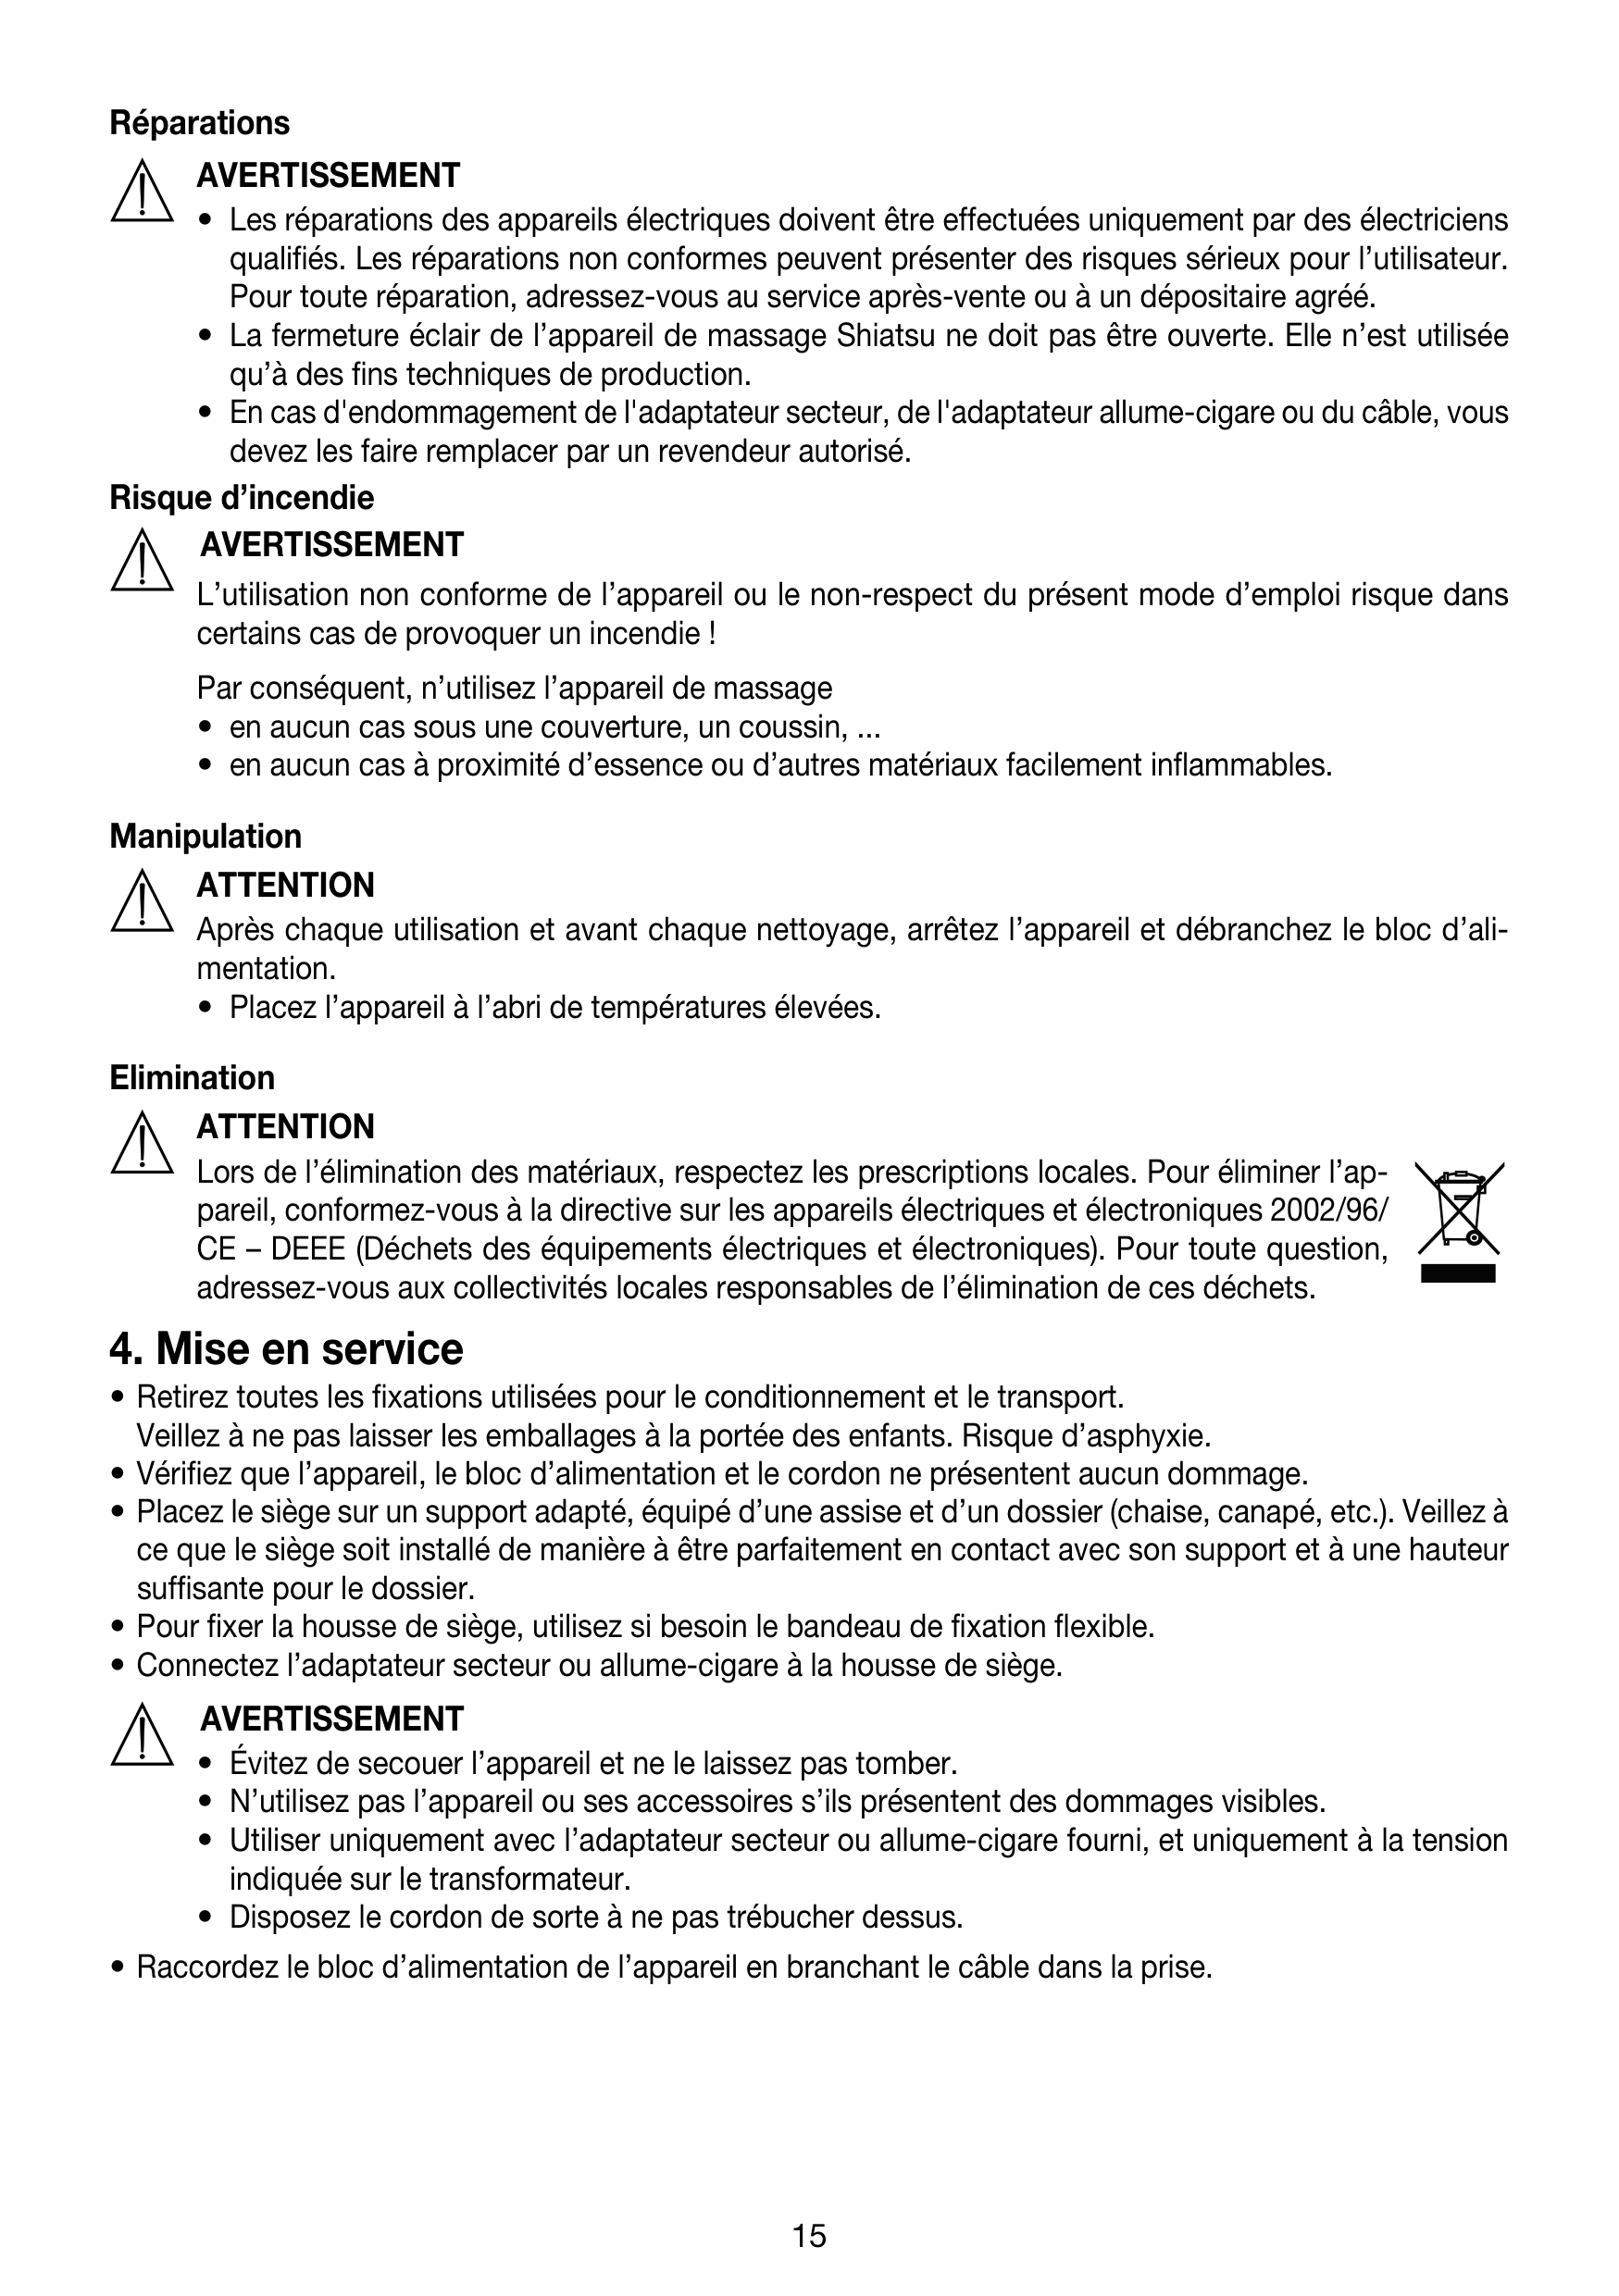 Réparations
AVERTISSEMENT
• Les réparations des appareils électriques doivent être effectuées uniquement par des électriciens
qualifiés. Les réparations non conformes peuvent présenter des risques sérieux pour l’utilisateur.
Pour toute réparation, adressez-vous au service après-vente ou à un dépositaire agréé.
• La fermeture éclair de l’appareil de massage Shiatsu ne doit pas être ouverte. Elle n’est utilisée
qu’à des fins techniques de production.
• En cas d'endommagement de l'adaptateur secteur, de l'adaptateur allume-cigare ou du câble, vous
devez les faire remplacer par un revendeur autorisé.
Risque d’incendie
AVERTISSEMENT
L’utilisation non conforme de l’appareil ou le non-respect du présent mode d’emploi risque dans
certains cas de provoquer un incendie !
Par conséquent, n’utilisez l’appareil de massage
• en aucun cas sous une couverture, un coussin, ...
• en aucun cas à proximité d’essence ou d’autres matériaux facilement inflammables.
Manipulation
ATTENTION
Après chaque utilisation et avant chaque nettoyage, arrêtez l’appareil et débranchez le bloc d’ali-
mentation.
• Placez l’appareil à l’abri de températures élevées.
Elimination
ATTENTION
Lors de l’élimination des matériaux, respectez les prescriptions locales. Pour éliminer l’ap-
pareil, conformez-vous à la directive sur les appareils électriques et électroniques 2002/96/
CE – DEEE (Déchets des équipements électriques et électroniques). Pour toute question,
adressez-vous aux collectivités locales responsables de l’élimination de ces déchets.
4. Mise en service
• Retirez toutes les fixations utilisées pour le conditionnement et le transport.
Veillez à ne pas laisser les emballages à la portée des enfants. Risque d’asphyxie.
• Vérifiez que l’appareil, le bloc d’alimentation et le cordon ne présentent aucun dommage.
• Placez le siège sur un support adapté, équipé d’une assise et d’un dossier (chaise, canapé, etc.). Veillez à
ce que le siège soit installé de manière à être parfaitement en contact avec son support et à une hauteur
suffisante pour le dossier.
• Pour fixer la housse de siège, utilisez si besoin le bandeau de fixation flexible.
• Connectez l’adaptateur secteur ou allume-cigare à la housse de siège.
AVERTISSEMENT
• Évitez de secouer l’appareil et ne le laissez pas tomber.
• N’utilisez pas l’appareil ou ses accessoires s’ils présentent des dommages visibles.
• Utiliser uniquement avec l’adaptateur secteur ou allume-cigare fourni, et uniquement à la tension
indiquée sur le transformateur.
• Disposez le cordon de sorte à ne pas trébucher dessus.
• Raccordez le bloc d’alimentation de l’appareil en branchant le câble dans la prise.
15